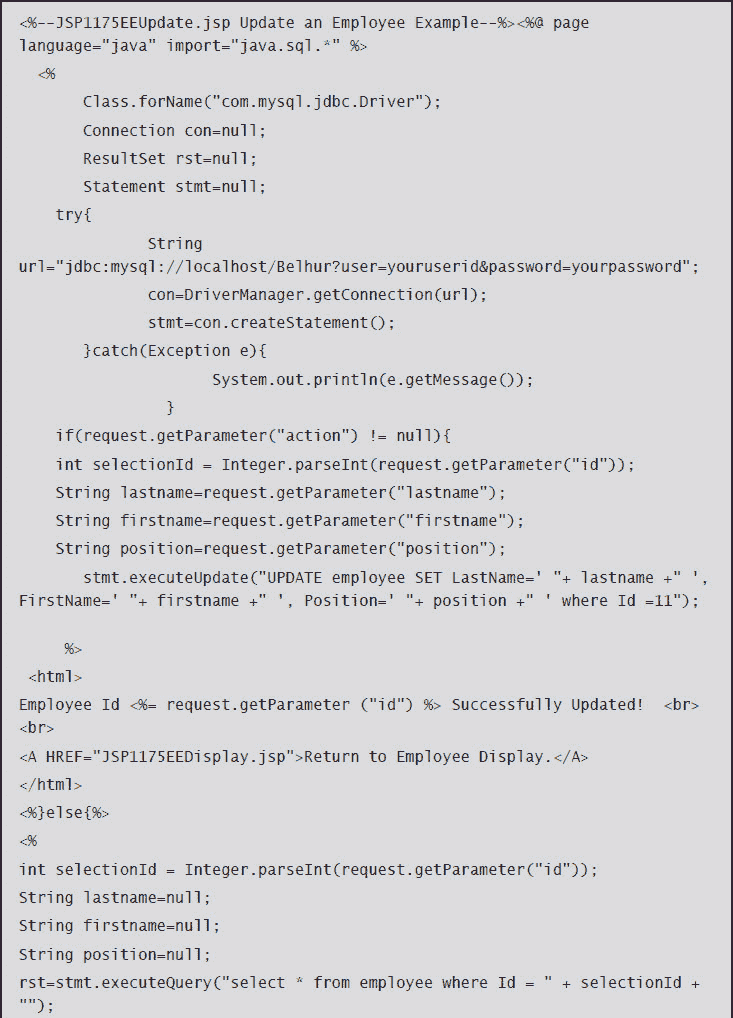 <%--JSP1175EEUpdate.jsp Update an Employee Example--%><%@ page
language="java" import="java.sql.*" %>
<%
Class.forName("com.mysql.jdbc.Driver");
Connection con=null;
ResultSet rst=null;
Statement stmt=null;
try{
String
url="jdbc:mysql://localhost/Belhur?user=youruserid&password=yourpassword";
con=DriverManager.getConnection(url);
stmt=con.createStatement();
}catch(Exception e){
System.out.println(e.getMessage());
}
if(request.getParameter("action") != null){
int selectionId = Integer.parseInt(request.getParameter("id"));
String lastname=request.getParameter("lastname");
String firstname=request.getParameter("firstname");
String position=request.getParameter("position");
stmt.executeUpdate("UPDATE employee SET LastName=' "+ lastname +" ',
FirstName=' "+ firstname +" ', Position=' "+ position +" ' where Id =11");
%>
<html>
Employee Id <%= request.getParameter ("id") %> Successfully Updated!  <br>
<br>
<A HREF="JSP1175EEDisplay.jsp">Return to Employee Display.</A>
</html>
<%}else{%>
<%
int selectionId = Integer.parseInt(request.getParameter("id"));
String lastname=null;
String firstname=null;
String position=null;
rst=stmt.executeQuery("select * from employee where Id = " + selectionId +
"");